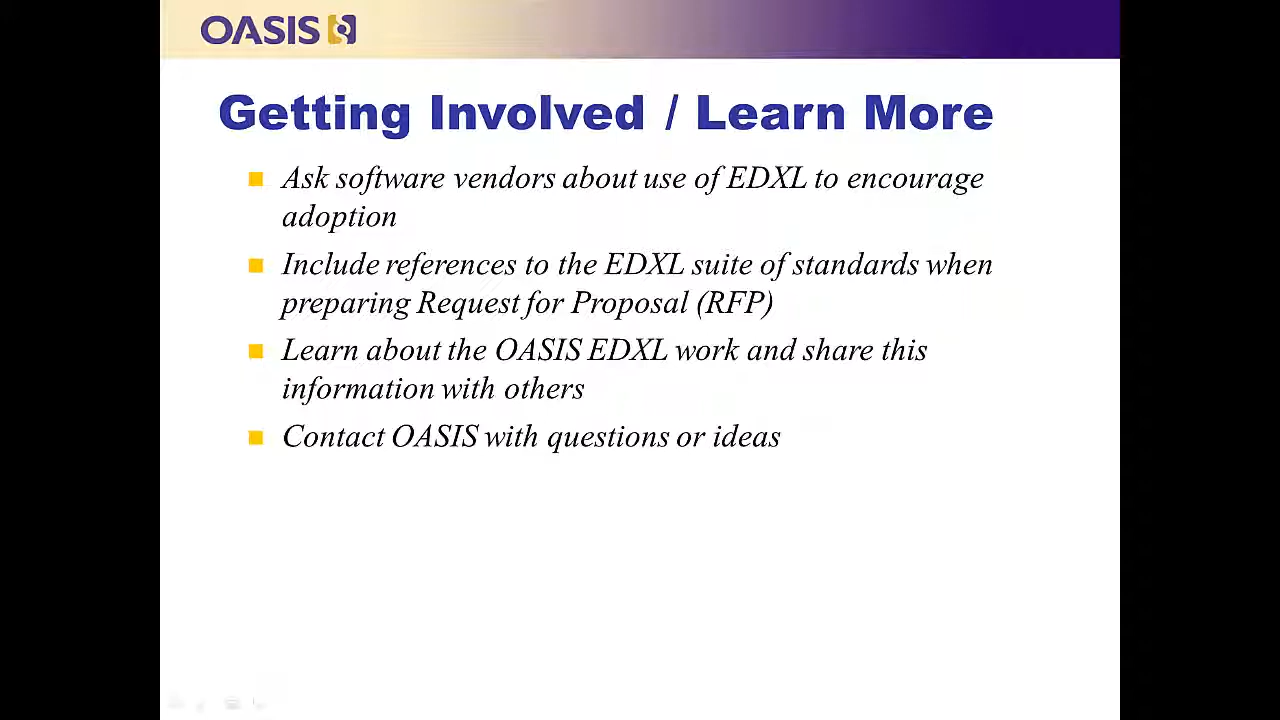 OASIS
Getting Involved / Learn More
Ask software vendors about use of EDXL to encourage
adoption
Include references to the EDXL suite of standards when
preparing Request for Proposal (RFP)
Learn about the OASIS EDXL work and share this
information with others
Contact OASIS with questions or ideas